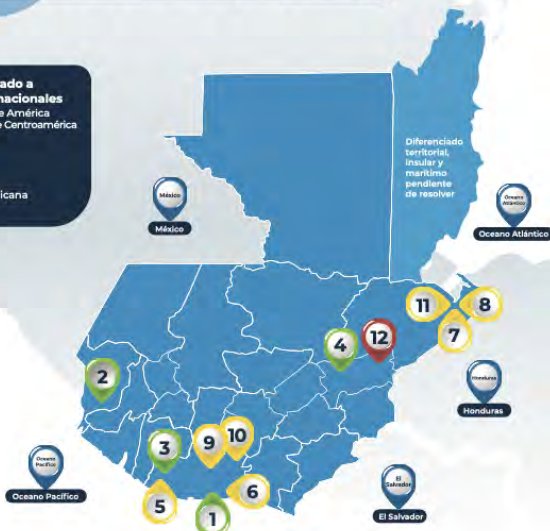 ado a
nacionales
e América
e Centroamérica
icana
Diferenciado
territorial,
insular y
marítimo
pendiente
de resolver
México
México
Oceano
Atlántico
Oceano Atlántico
11
8
7
4
12
2
Honduras
Honduras
3
9
10
Oceano
Pacífico
Oceano Pacífico
5
6
1
El
Salvador
El Salvador